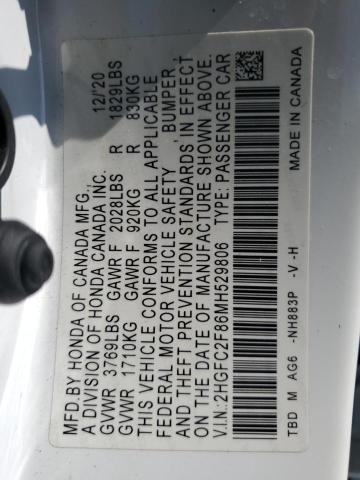 MFD.BY HONDA OF CANADA MFG., 12/'20
A DIVISION OF HONDA CANADA INC.
GVWR 3769LBS GAWR F 2028LBS R 1829LBS
GVWR 1710KG GAWR F 920KG R 830KG
THIS VEHICLE CONFORMS TO ALL APPLICABLE
FEDERAL MOTOR VEHICLE SAFETY, BUMPER,
AND THEFT PREVENTION STANDARDS IN EFFECT
ON THE DATE OF MANUFACTURE SHOWN ABOVE.
V.I.N.:2HGFC2F86MH529806 TYPE: PASSENGER CAR
TBD M AG6 -NH883P -V -H MADE IN CANADA